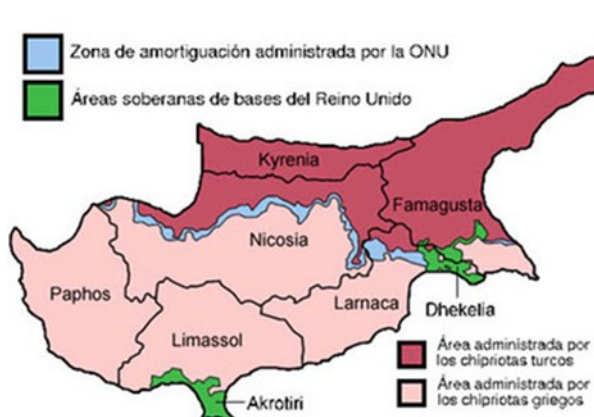 Zona de amortiguación administrada por la ONU
Áreas soberanas de bases del Reino Unido
Kyrenia
Famagusta
Nicosia
Paphos
Larnaca
Dhekelia
Limassol
Akrotiri
Área administrada por
los chipriotas turcos
Área administrada por
los chipriotas griegos